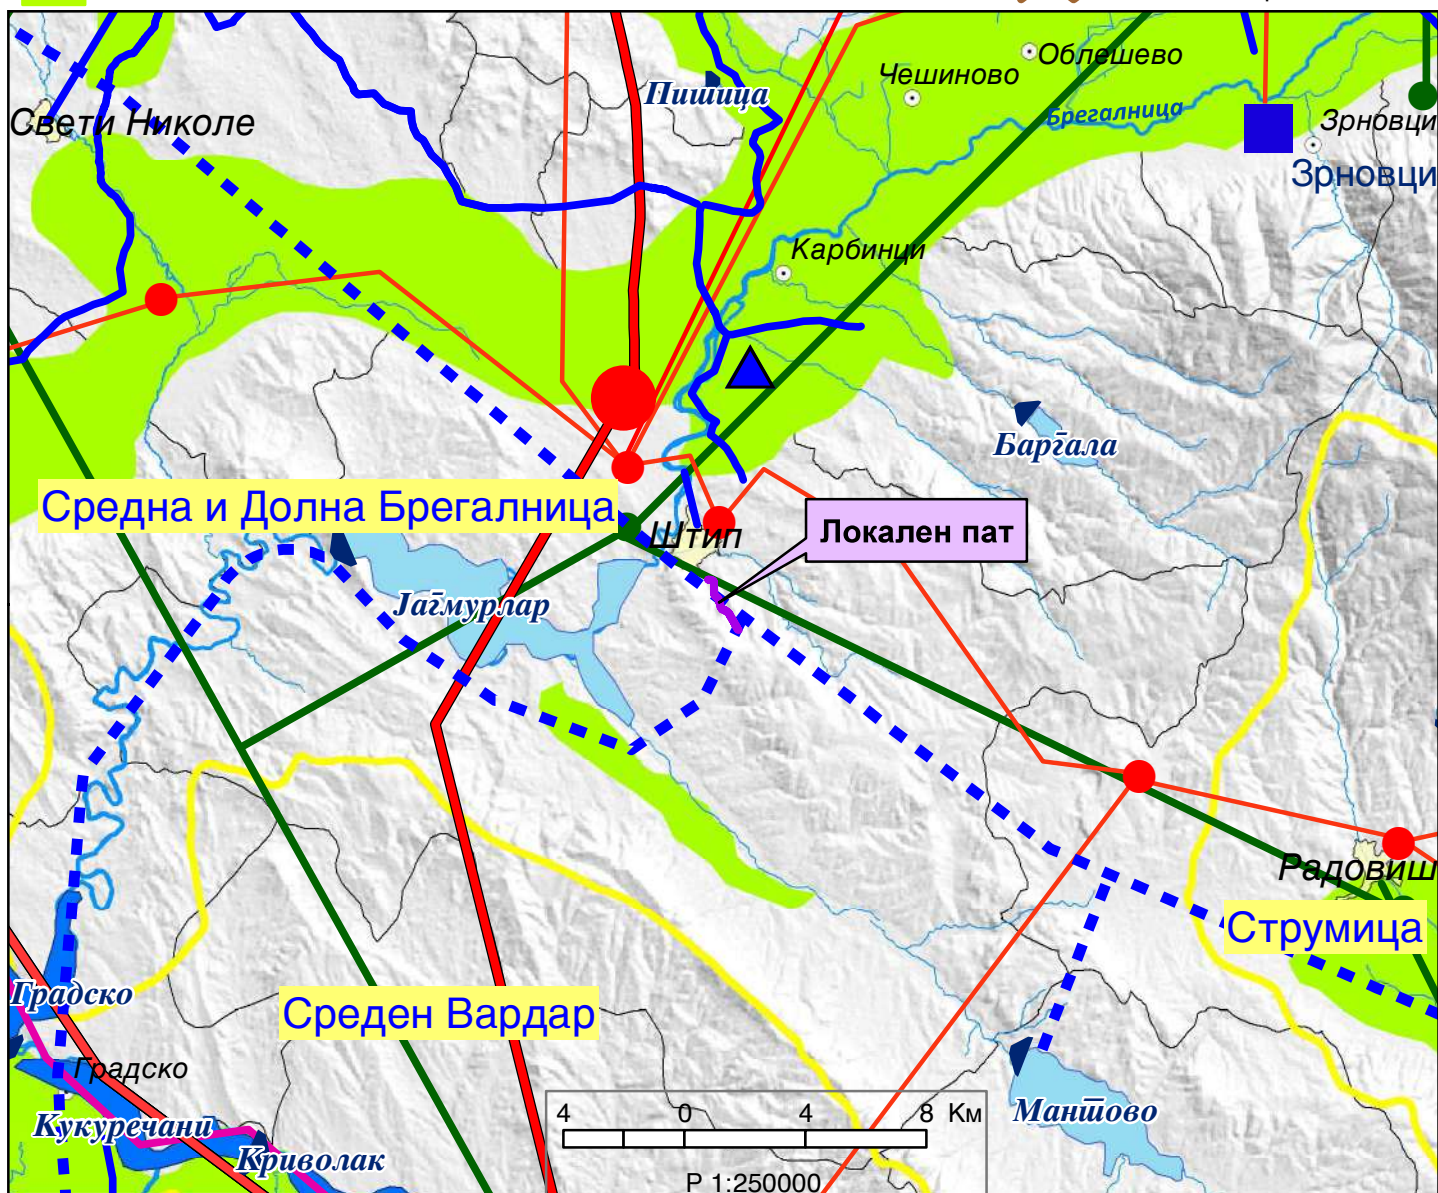 Облешево
Чешиново
Пишица
Брегалница
Свети Николе
Зрновци
Зрновци
Карбинци
Баргала
Средна и Долна Брегалница
Штип
Локален пат
Јагмурлар
Радовиш
Струмица
Градско
Среден Вардар
Градско
Кукуречани
Криволак
Мантово
4 0 4 8 Км
Р 1:250000